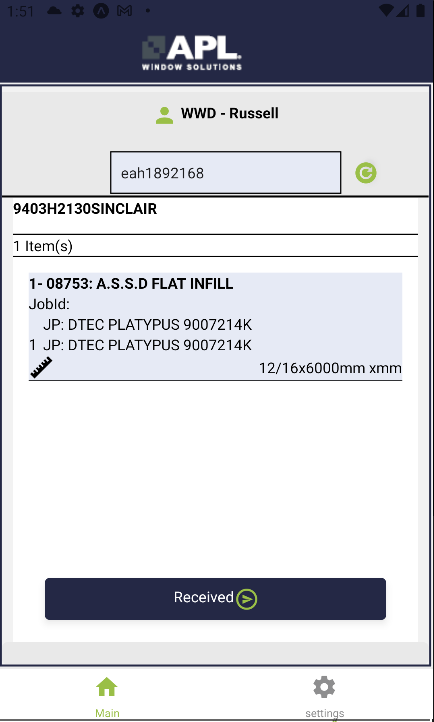 1:51
APL
WINDOW SOLUTIONS
WWD - Russell
eah1892168
9403H2130SINCLAIR
1 Item(s)
1- 08753: A.S.S.D FLAT INFILL
JobId:
JP: DTEC PLATYPUS 9007214K
1 JP: DTEC PLATYPUS 9007214K
12/16x6000mm xmm
Received
Main settings